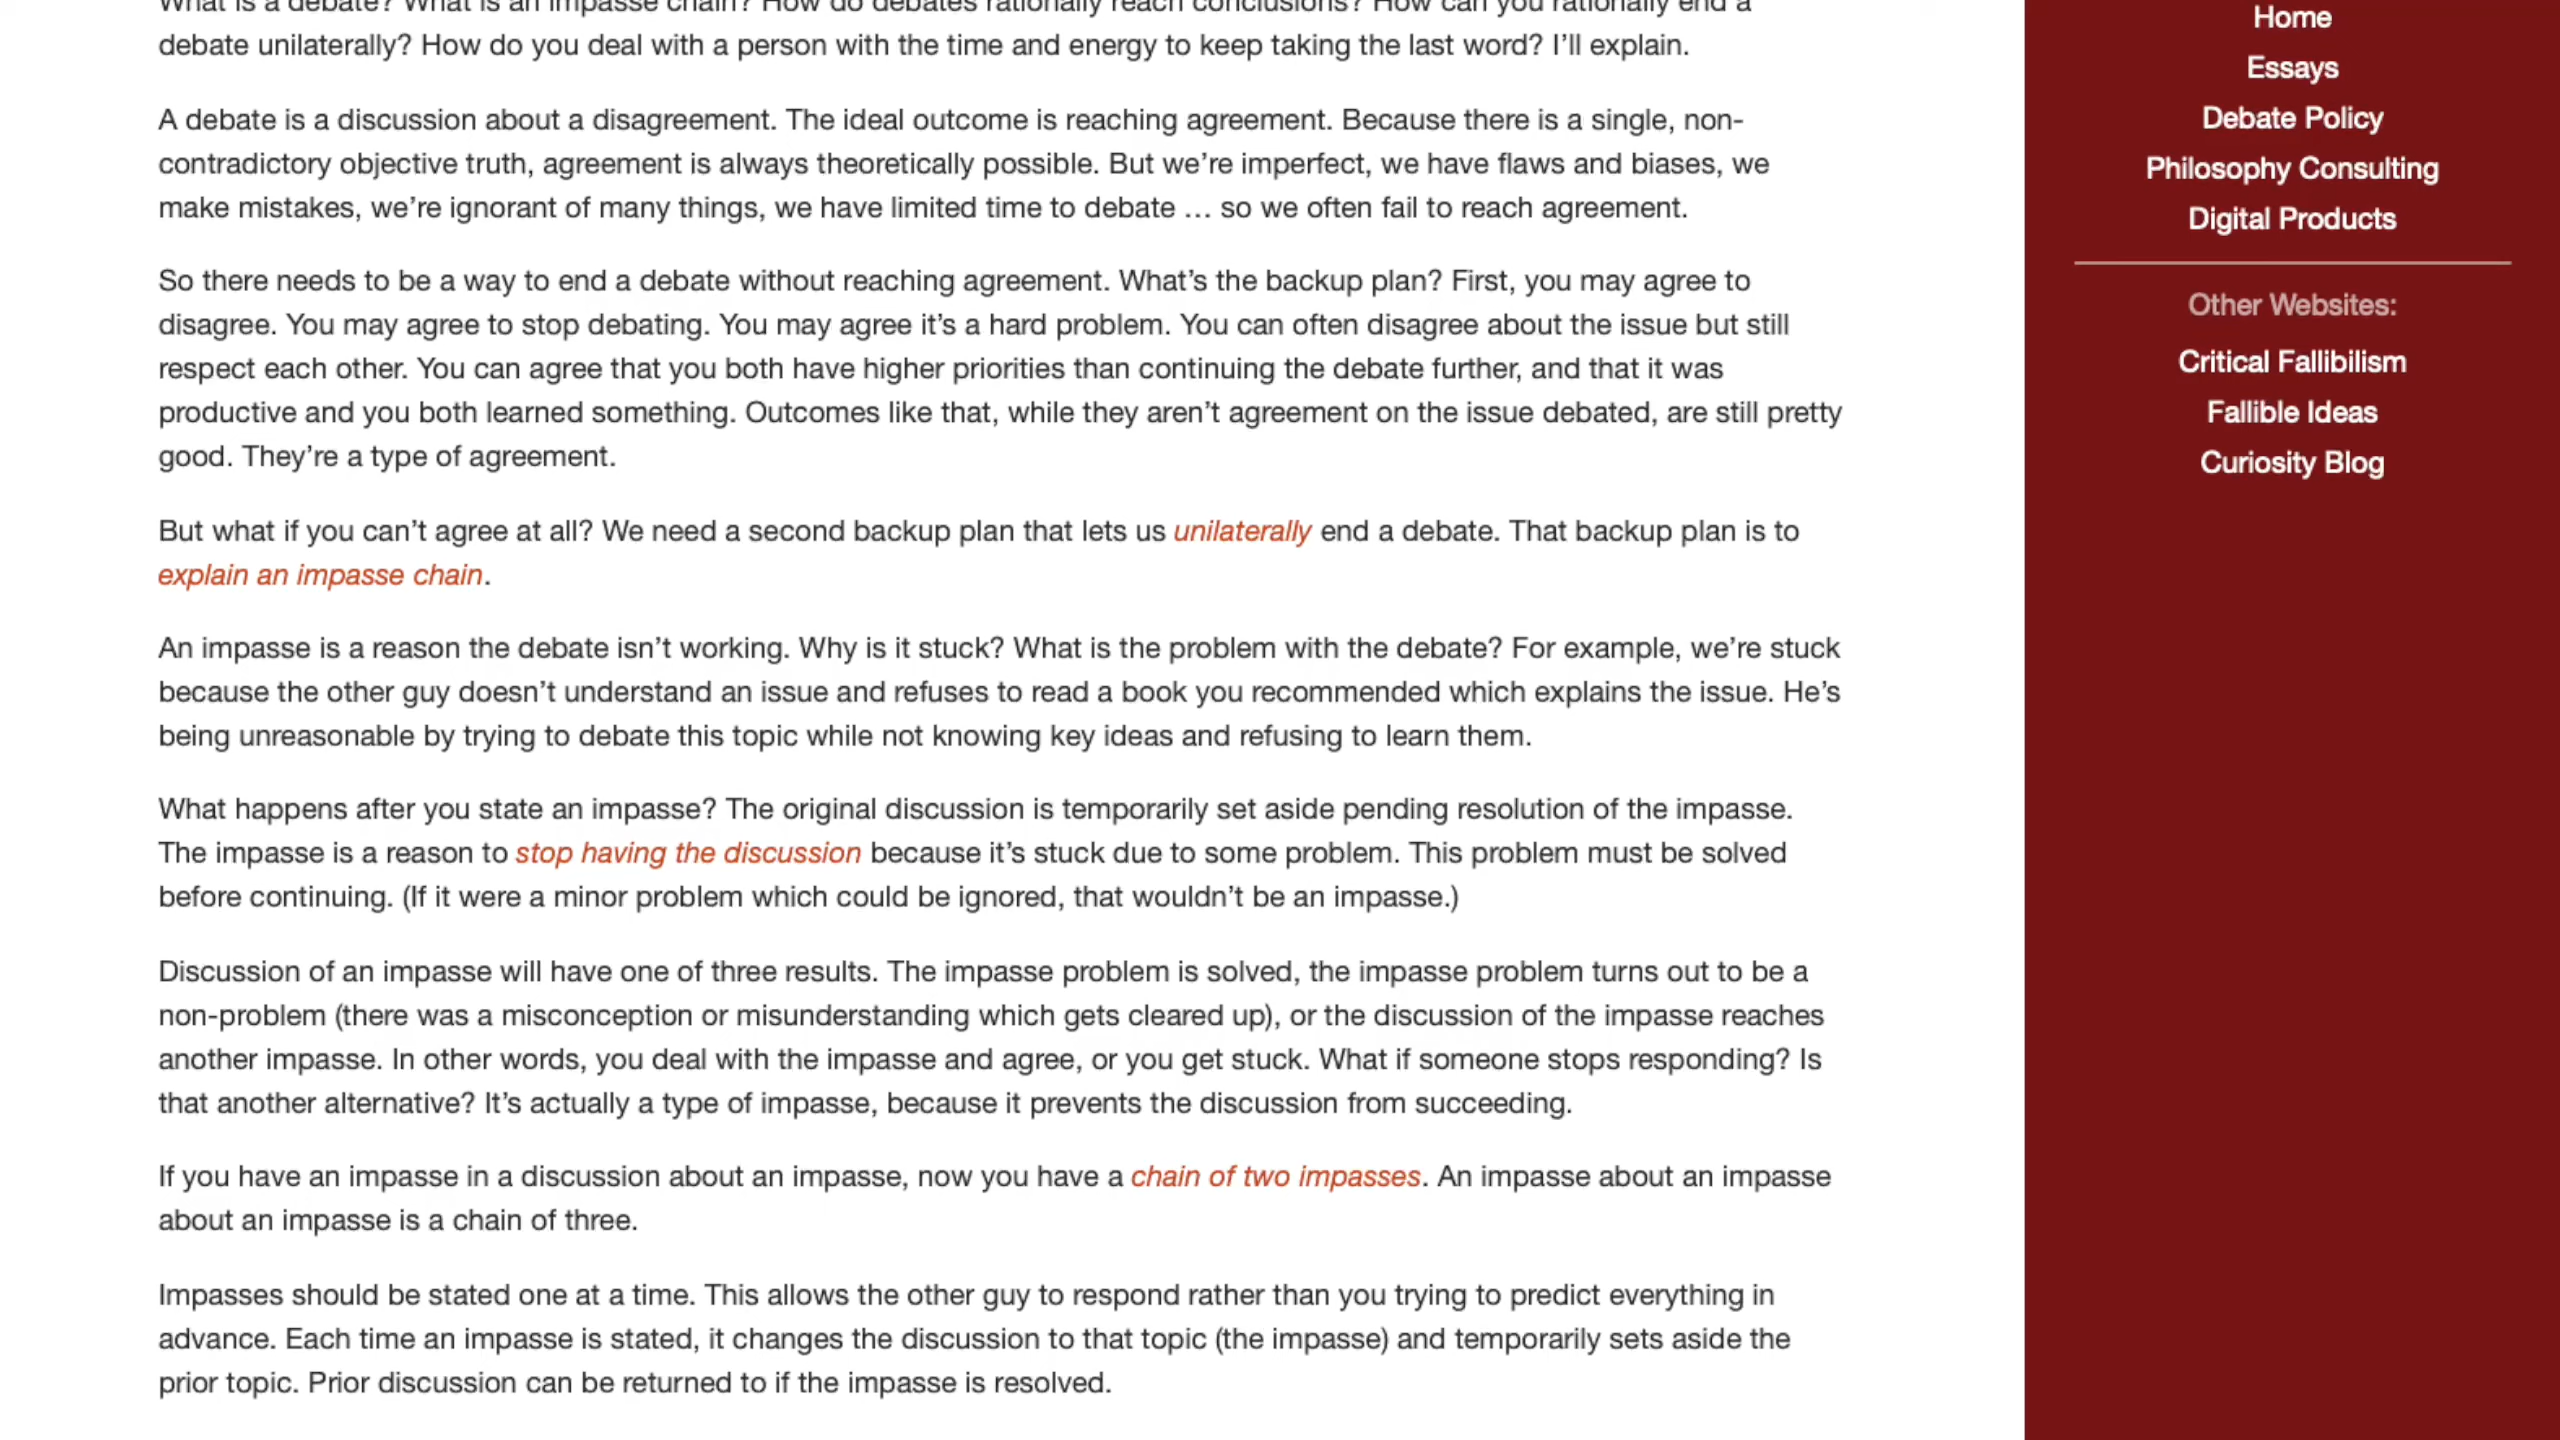 What is a debate? What is an impasse chain? How do debates rationally reach conclusions? How can you rationally end a
debate unilaterally? How do you deal with a person with the time and energy to keep taking the last word? I’ll explain.
A debate is a discussion about a disagreement. The ideal outcome is reaching agreement. Because there is a single, non-
contradictory objective truth, agreement is always theoretically possible. But we’re imperfect, we have flaws and biases, we
make mistakes, we’re ignorant of many things, we have limited time to debate … so we often fail to reach agreement.
So there needs to be a way to end a debate without reaching agreement. What’s the backup plan? First, you may agree to
disagree. You may agree to stop debating. You may agree it’s a hard problem. You can often disagree about the issue but still
respect each other. You can agree that you both have higher priorities than continuing the debate further, and that it was
productive and you both learned something. Outcomes like that, while they aren’t agreement on the issue debated, are still pretty
good. They’re a type of agreement.
But what if you can’t agree at all? We need a second backup plan that lets us unilaterally end a debate. That backup plan is to
explain an impasse chain.
An impasse is a reason the debate isn’t working. Why is it stuck? What is the problem with the debate? For example, we’re stuck
because the other guy doesn’t understand an issue and refuses to read a book you recommended which explains the issue. He’s
being unreasonable by trying to debate this topic while not knowing key ideas and refusing to learn them.
What happens after you state an impasse? The original discussion is temporarily set aside pending resolution of the impasse.
The impasse is a reason to stop having the discussion because it’s stuck due to some problem. This problem must be solved
before continuing. (If it were a minor problem which could be ignored, that wouldn’t be an impasse.)
Discussion of an impasse will have one of three results. The impasse problem is solved, the impasse problem turns out to be a
non-problem (there was a misconception or misunderstanding which gets cleared up), or the discussion of the impasse reaches
another impasse. In other words, you deal with the impasse and agree, or you get stuck. What if someone stops responding? Is
that another alternative? It’s actually a type of impasse, because it prevents the discussion from succeeding.
If you have an impasse in a discussion about an impasse, now you have a chain of two impasses. An impasse about an impasse
about an impasse is a chain of three.
Impasses should be stated one at a time. This allows the other guy to respond rather than you trying to predict everything in
advance. Each time an impasse is stated, it changes the discussion to that topic (the impasse) and temporarily sets aside the
prior topic. Prior discussion can be returned to if the impasse is resolved.
Home
Essays
Debate Policy
Philosophy Consulting
Digital Products
Other Websites:
Critical Fallibilism
Fallible Ideas
Curiosity Blog